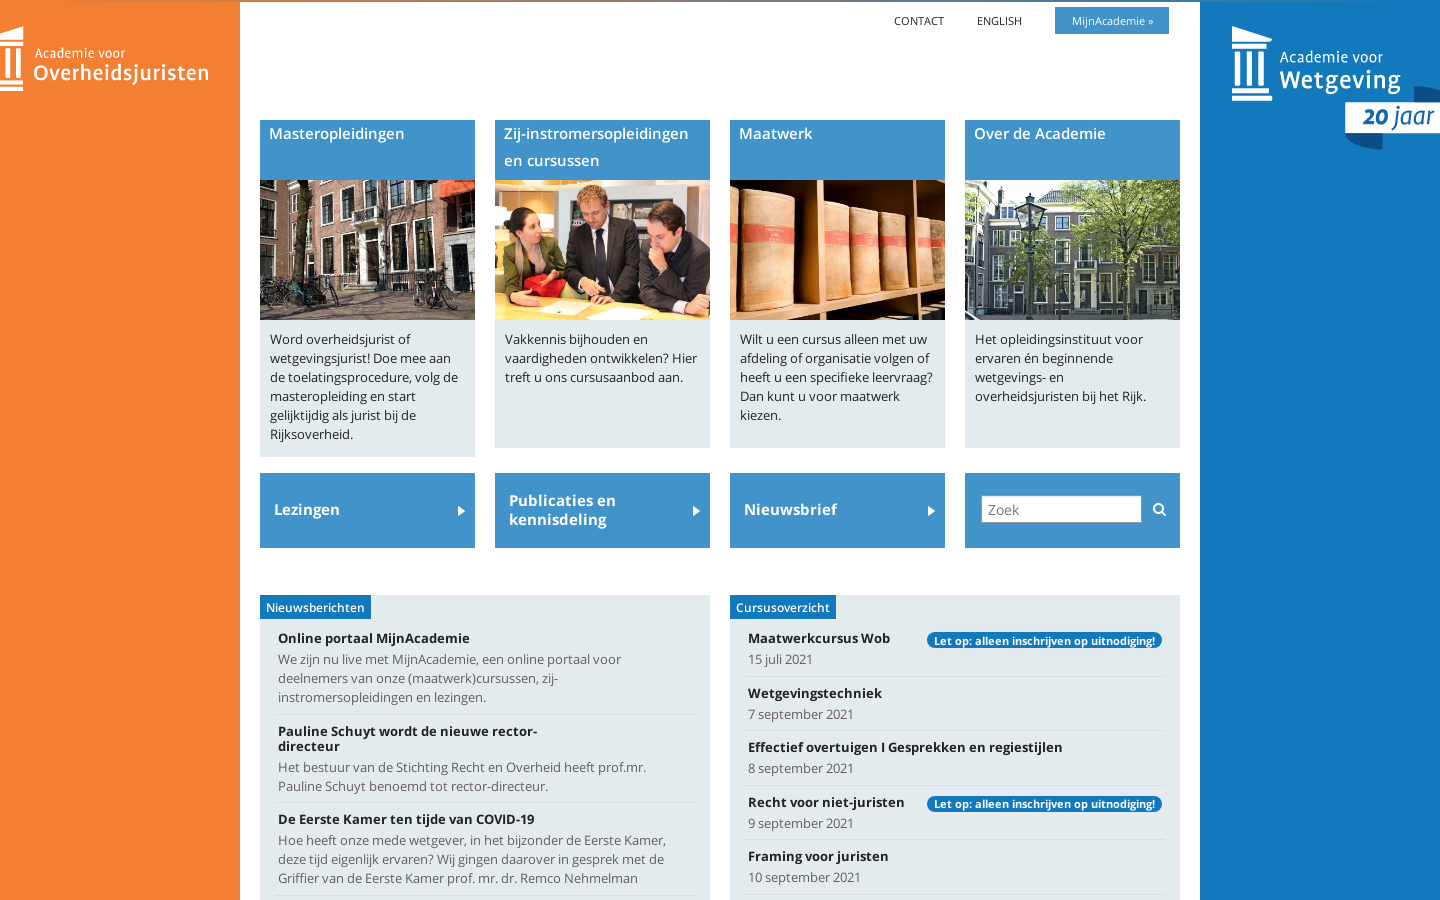 CONTACT
ENGLISH
MijnAcademie »
Academie voor
Overheidsjuristen
Academie voor
Wetgeving
20 jaar
Masteropleidingen
Word overheidsjurist of
wetgevingsjurist! Doe mee aan
de toelatingsprocedure, volg de
masteropleiding en start
gelijktijdig als jurist bij de
Rijksoverheid.
Zij-instromersopleidingen
en cursussen
Vakkennis bijhouden en
vaardigheden ontwikkelen? Hier
treft u ons cursusaanbod aan.
Maatwerk
Wilt u een cursus alleen met uw
afdeling of organisatie volgen of
heeft u een specifieke leervraag?
Dan kunt u voor maatwerk
kiezen.
Over de Academie
Het opleidingsinstituut voor
ervaren én beginnende
wetgevings- en
overheidsjuristen bij het Rijk.
Lezingen
Publicaties en
kennisdeling
Nieuwsbrief
Zoek
Nieuwsberichten
Online portaal MijnAcademie
We zijn nu live met MijnAcademie, een online portaal voor
deelnemers van onze (maatwerk)cursussen, zij-
instromersopleidingen en lezingen.
Pauline Schuyt wordt de nieuwe rector-
directeur
Het bestuur van de Stichting Recht en Overheid heeft prof.mr.
Pauline Schuyt benoemd tot rector-directeur.
De Eerste Kamer ten tijde van COVID-19
Hoe heeft onze mede wetgever, in het bijzonder de Eerste Kamer,
deze tijd eigenlijk ervaren? Wij gingen daarover in gesprek met de
Griffier van de Eerste Kamer prof. mr. dr. Remco Nehmelman
Cursusoverzicht
Maatwerkcursus Wob
Let op: alleen inschrijven op uitnodiging!
15 juli 2021
Wetgevingstechniek
7 september 2021
Effectief overtuigen I Gesprekken en regiestijlen
8 september 2021
Recht voor niet-juristen
Let op: alleen inschrijven op uitnodiging!
9 september 2021
Framing voor juristen
10 september 2021